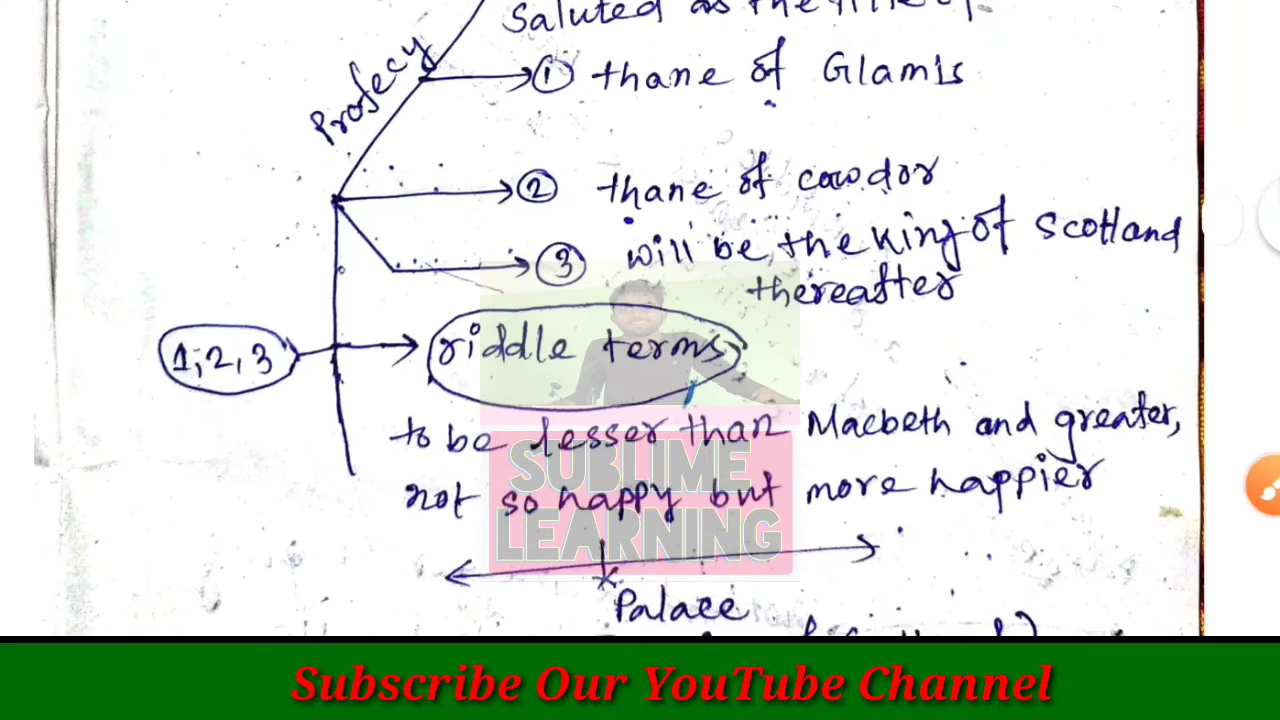 Saluted as the title of
Profecy
① thane of Glamis
② thane of cawdor
③ will be the King of Scotland
thereafter
1, 2, 3
riddle terms
to be lesser than Macbeth and greater,
not so happy but more happier
SUBLIME
LEARNING
Palace
Subscribe Our YouTube Channel